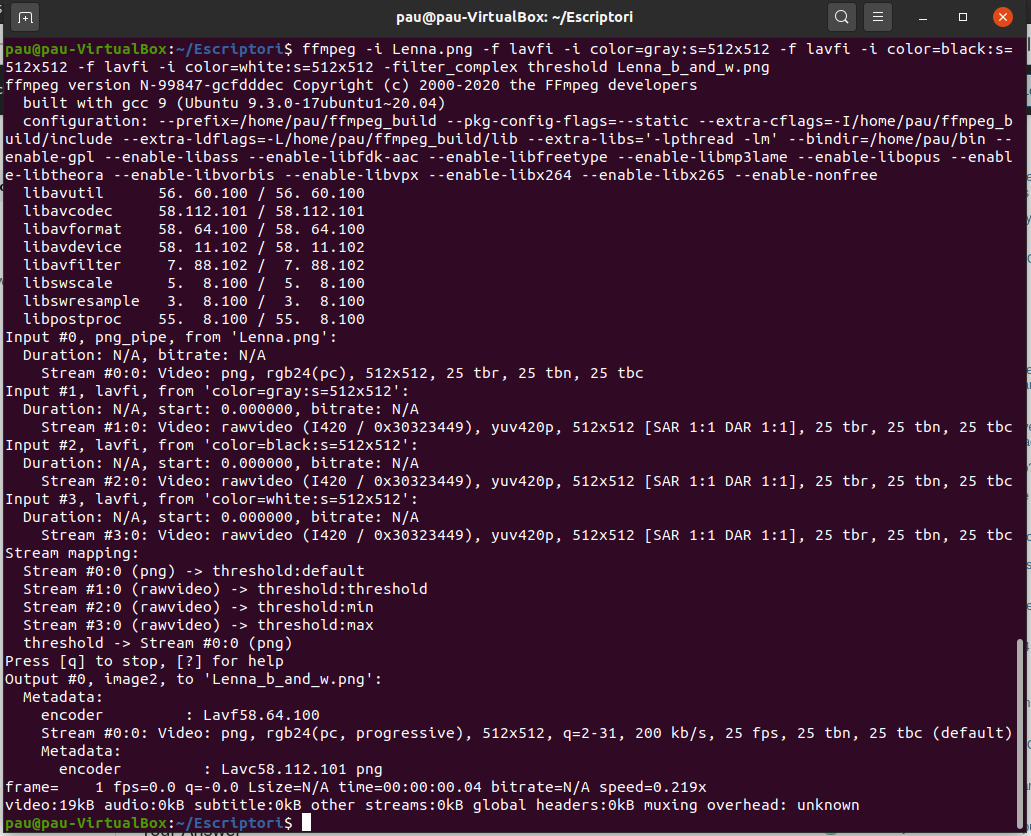 pau@pau-VirtualBox: ~/Escriptori
pau@pau-VirtualBox:~/Escriptori$ ffmpeg -i Lenna.png -f lavfi -i color=gray:s=512x512 -f lavfi -i color=black:s=
512x512 -f lavfi -i color=white:s=512x512 -filter_complex threshold Lenna_b_and_w.png
ffmpeg version N-99847-gcfdddec Copyright (c) 2000-2020 the FFmpeg developers
  built with gcc 9 (Ubuntu 9.3.0-17ubuntu1~20.04)
  configuration: --prefix=/home/pau/ffmpeg_build --pkg-config-flags=--static --extra-cflags=-I/home/pau/ffmpeg_b
uild/include --extra-ldflags=-L/home/pau/ffmpeg_build/lib --extra-libs='-lpthread -lm' --bindir=/home/pau/bin --
enable-gpl --enable-libass --enable-libfdk-aac --enable-libfreetype --enable-libmp3lame --enable-libopus --enabl
e-libtheora --enable-libvorbis --enable-libvpx --enable-libx264 --enable-libx265 --enable-nonfree
  libavutil      56. 60.100 / 56. 60.100
  libavcodec     58.112.101 / 58.112.101
  libavformat    58. 64.100 / 58. 64.100
  libavdevice    58. 11.102 / 58. 11.102
  libavfilter     7. 88.102 /  7. 88.102
  libswscale      5.  8.100 /  5.  8.100
  libswresample   3.  8.100 /  3.  8.100
  libpostproc    55.  8.100 / 55.  8.100
Input #0, png_pipe, from 'Lenna.png':
  Duration: N/A, bitrate: N/A
    Stream #0:0: Video: png, rgb24(pc), 512x512, 25 tbr, 25 tbn, 25 tbc
Input #1, lavfi, from 'color=gray:s=512x512':
  Duration: N/A, start: 0.000000, bitrate: N/A
    Stream #1:0: Video: rawvideo (I420 / 0x30323449), yuv420p, 512x512 [SAR 1:1 DAR 1:1], 25 tbr, 25 tbn, 25 tbc
Input #2, lavfi, from 'color=black:s=512x512':
  Duration: N/A, start: 0.000000, bitrate: N/A
    Stream #2:0: Video: rawvideo (I420 / 0x30323449), yuv420p, 512x512 [SAR 1:1 DAR 1:1], 25 tbr, 25 tbn, 25 tbc
Input #3, lavfi, from 'color=white:s=512x512':
  Duration: N/A, start: 0.000000, bitrate: N/A
    Stream #3:0: Video: rawvideo (I420 / 0x30323449), yuv420p, 512x512 [SAR 1:1 DAR 1:1], 25 tbr, 25 tbn, 25 tbc
Stream mapping:
  Stream #0:0 (png) -> threshold:default
  Stream #1:0 (rawvideo) -> threshold:threshold
  Stream #2:0 (rawvideo) -> threshold:min
  Stream #3:0 (rawvideo) -> threshold:max
  threshold -> Stream #0:0 (png)
Press [q] to stop, [?] for help
Output #0, image2, to 'Lenna_b_and_w.png':
  Metadata:
    encoder         : Lavf58.64.100
    Stream #0:0: Video: png, rgb24(pc, progressive), 512x512, q=2-31, 200 kb/s, 25 fps, 25 tbn, 25 tbc (default)
    Metadata:
      encoder         : Lavc58.112.101 png
frame=    1 fps=0.0 q=-0.0 Lsize=N/A time=00:00:00.04 bitrate=N/A speed=0.219x
video:19kB audio:0kB subtitle:0kB other streams:0kB global headers:0kB muxing overhead: unknown
pau@pau-VirtualBox:~/Escriptori$